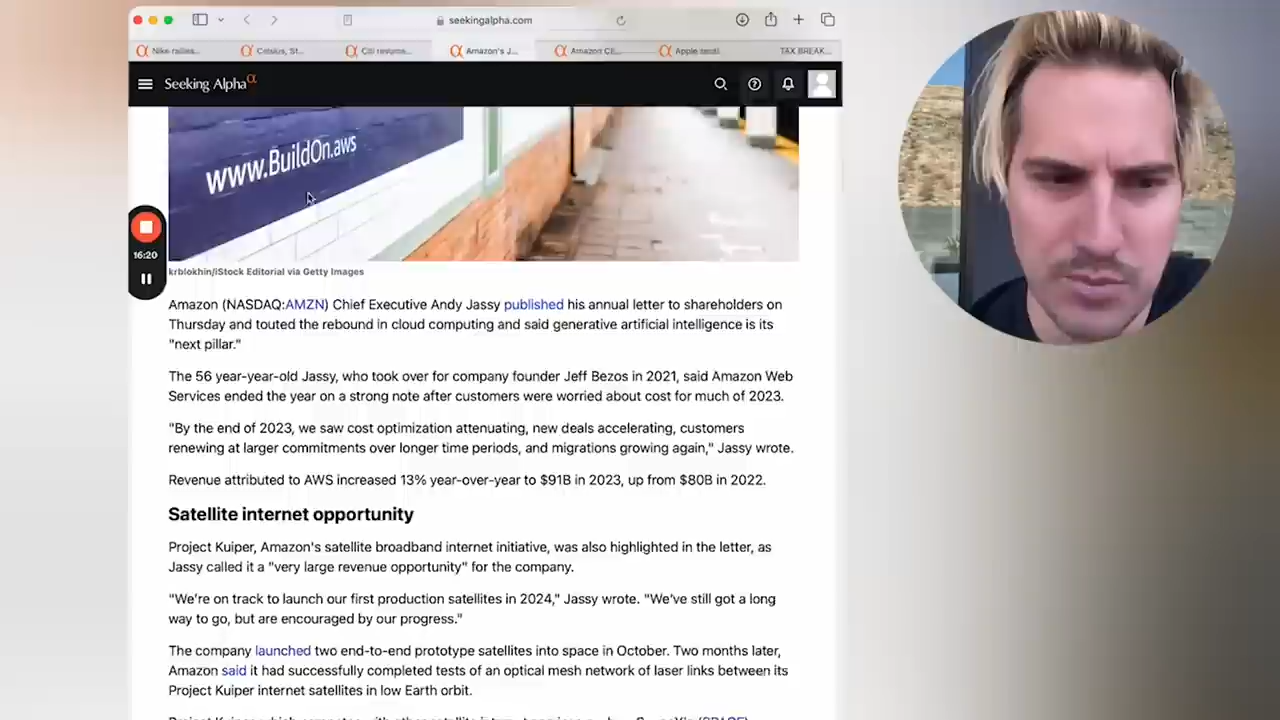 seekingalpha.com
Nike rallies...
Celsius, St...
Citi resume...
Amazon's J...
Amazon CE...
Apple
TAX BREAK...
Seeking Alpha α
www.BuildOn.aws
16:20
krblokhin/iStock Editorial via Getty Images
Amazon (NASDAQ:AMZN) Chief Executive Andy Jassy published his annual letter to shareholders on
Thursday and touted the rebound in cloud computing and said generative artificial intelligence is its
"next pillar."
The 56 year-year-old Jassy, who took over for company founder Jeff Bezos in 2021, said Amazon Web
Services ended the year on a strong note after customers were worried about cost for much of 2023.
"By the end of 2023, we saw cost optimization attenuating, new deals accelerating, customers
renewing at larger commitments over longer time periods, and migrations growing again," Jassy wrote.
Revenue attributed to AWS increased 13% year-over-year to $91B in 2023, up from $80B in 2022.
Satellite internet opportunity
Project Kuiper, Amazon's satellite broadband internet initiative, was also highlighted in the letter, as
Jassy called it a "very large revenue opportunity" for the company.
"We're on track to launch our first production satellites in 2024," Jassy wrote. "We've still got a long
way to go, but are encouraged by our progress."
The company launched two end-to-end prototype satellites into space in October. Two months later,
Amazon said it had successfully completed tests of an optical mesh network of laser links between its
Project Kuiper internet satellites in low Earth orbit.